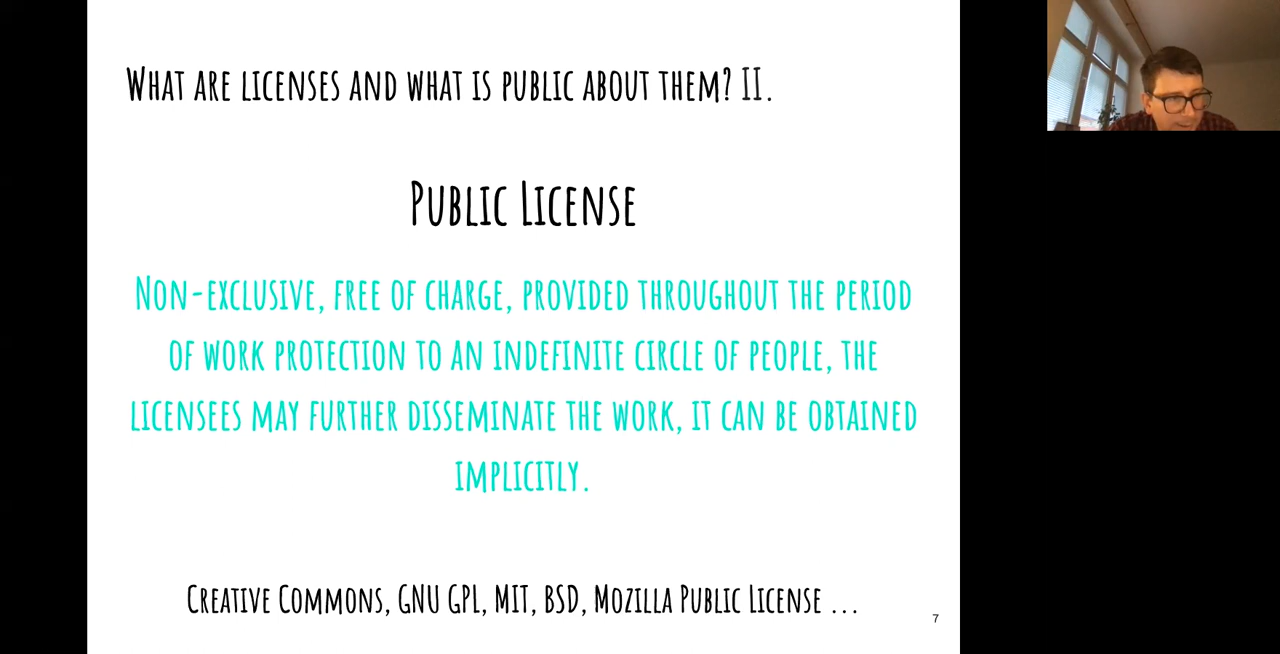 What are licenses and what is public about them? II.
Public License
Non-exclusive, free of charge, provided throughout the period
of work protection to an indefinite circle of people, the
licensees may further disseminate the work, it can be obtained
implicitly.
Creative Commons, GNU GPL, MIT, BSD, Mozilla Public License ...
7